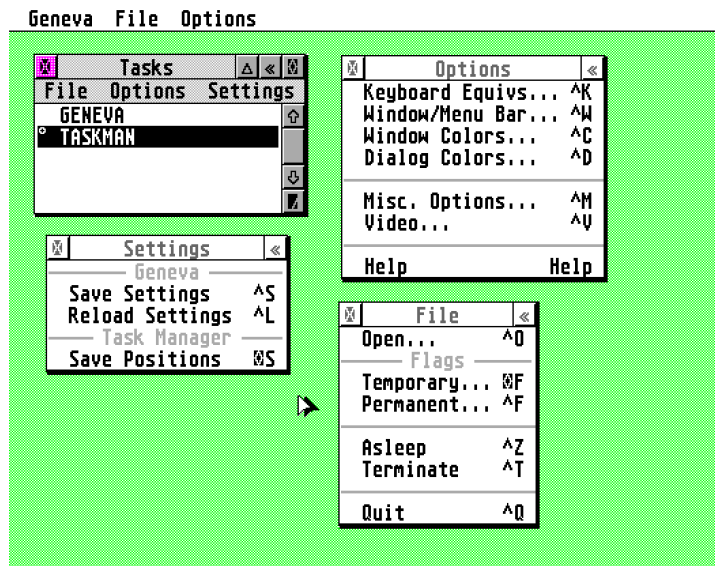 Geneva File Options
Tasks
File Options Settings
GENEVA
TASKMAN
Options
Keyboard Equivs... ^K
Window/Menu Bar... ^W
Window Colors... ^C
Dialog Colors... ^D
Misc. Options... ^M
Video... ^V
Help Help
Settings
Geneva
Save Settings ^S
Reload Settings ^L
Task Manager
Save Positions S
File
Open... ^O
Flags
Temporary... F
Permanent... ^F
Asleep ^Z
Terminate ^T
Quit ^Q